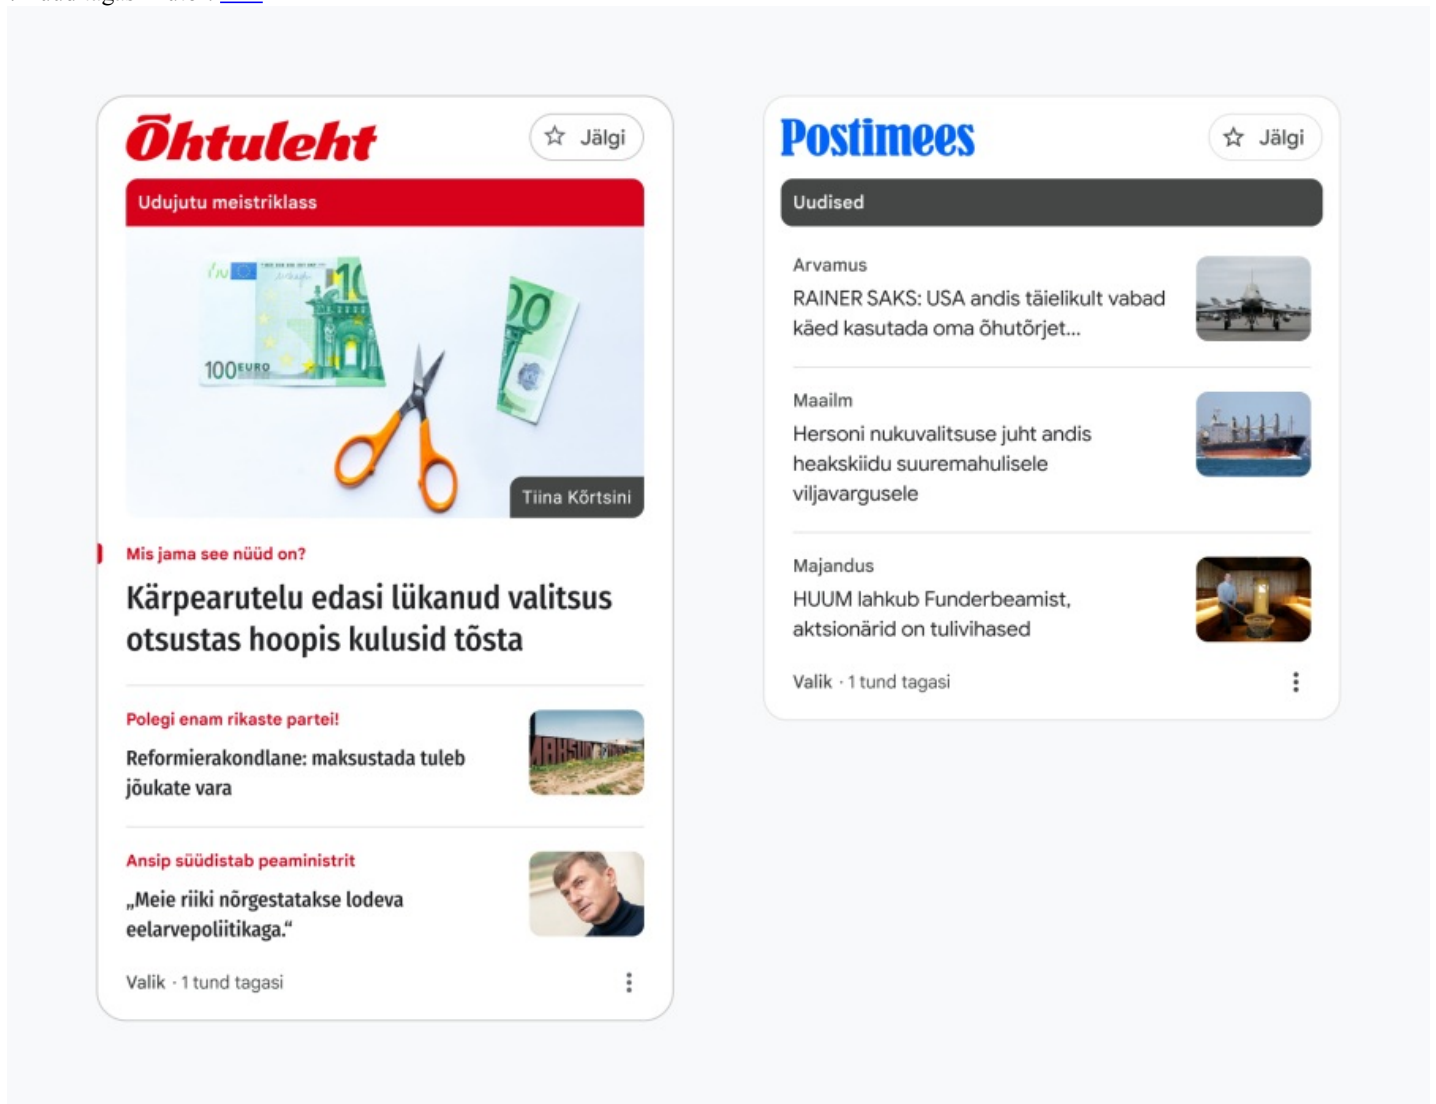 Õhtuleht
Jälgi
Udujutu meistriklass
100 EURO
Tiina Kõrtsini
Mis jama see nüüd on?
Kärpearutelu edasi lükanud valitsus
otsustas hoopis kulusid tõsta
Polegi enam rikaste partei!
Reformierakondlane: maksustada tuleb
jõukate vara
Ansip süüdistab peaministrit
„Meie riiki nõrgestatakse lodeva
eelarvepoliitikaga.“
Valik · 1 tund tagasi
Postimees
Jälgi
Uudised
Arvamus
RAINER SAKS: USA andis täielikult vabad
käed kasutada oma õhutõrjet...
Maailm
Hersoni nukuvalitsuse juht andis
heakskiidu suuremahulisele
viljavargusele
Majandus
HUUM lahkub Funderbeamist,
aktsionärid on tulivihased
Valik · 1 tund tagasi